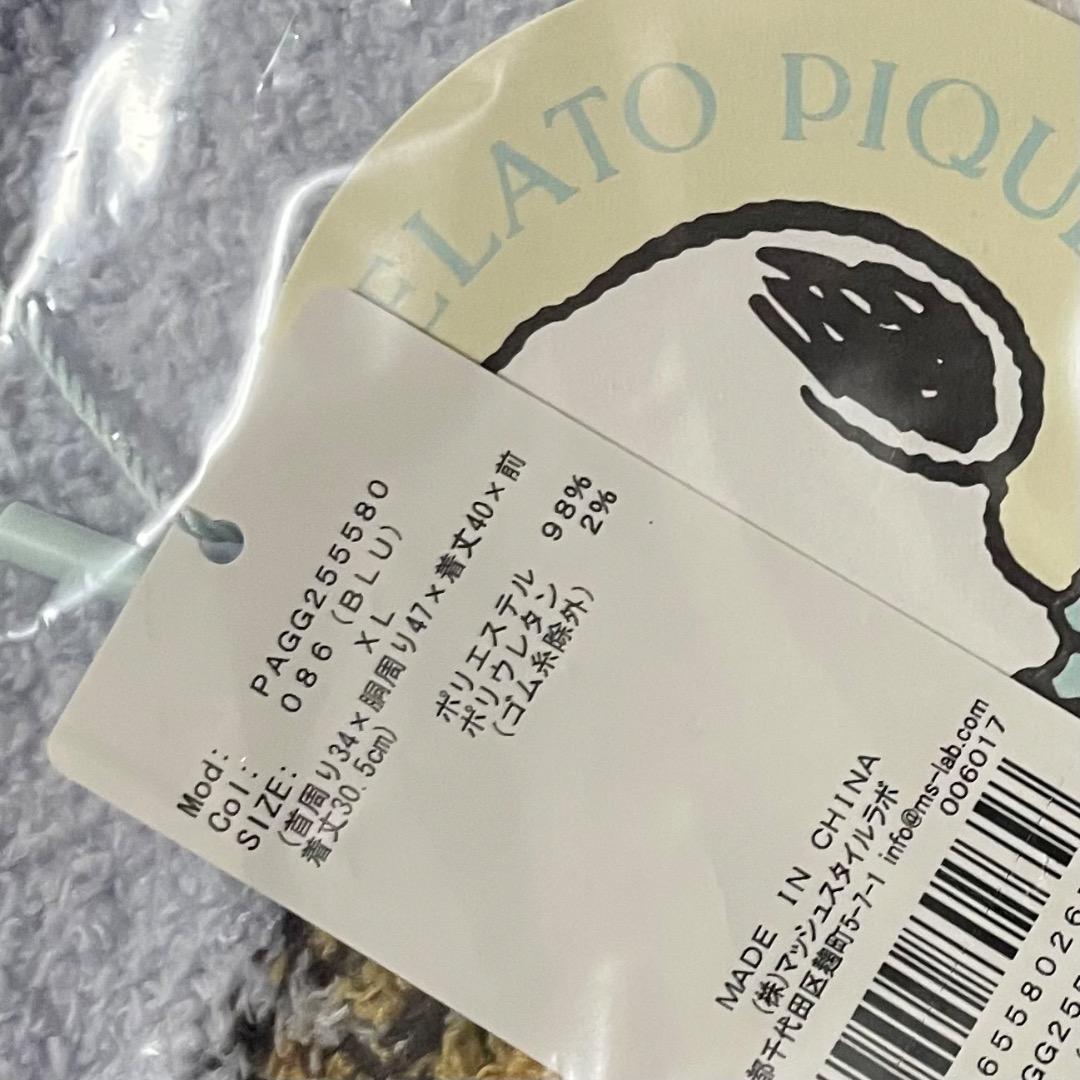 ELATO PIQU
Mod: PAGG255580
Col: 086 (BLU)
SIZE: XL
(首周り34×胴周り47×着丈40×前
着丈30.5cm)
ポリエステル 98%
ポリウレタン 2%
(ゴム糸除外)
MADE IN CHINA
(株)マッシュスタイルラボ
都千代田区麹町5-7-1 info@ms-lab.com
006017
6558026
GG255